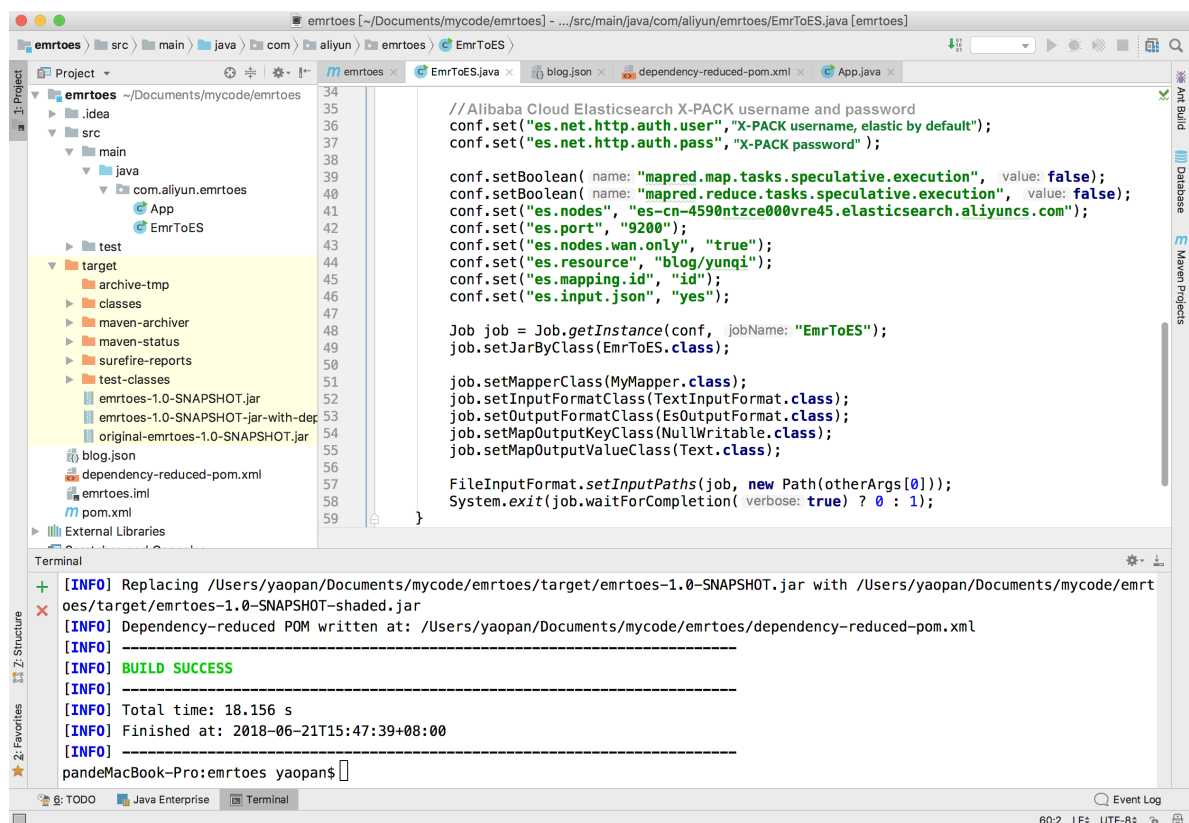 emrtoes [~/Documents/mycode/emrtoes] - .../src/main/java/com/aliyun/emrtoes/EmrToES.java [emrtoes]
emrtoes src main java com aliyun emrtoes EmrToES
1: Project
Project
emrtoes EmrToES.java blog.json dependency-reduced-pom.xml App.java
emrtoes ~/Documents/mycode/emrtoes
.idea
src
main
java
com.aliyun.emrtoes
App
EmrToES
test
target
archive-tmp
classes
maven-archiver
maven-status
surefire-reports
test-classes
emrtoes-1.0-SNAPSHOT.jar
emrtoes-1.0-SNAPSHOT-jar-with-dep
original-emrtoes-1.0-SNAPSHOT.jar
blog.json
dependency-reduced-pom.xml
emrtoes.iml
pom.xml
External Libraries
34
35 //Alibaba Cloud Elasticsearch X-PACK username and password
36 conf.set("es.net.http.auth.user","X-PACK username, elastic by default");
37 conf.set("es.net.http.auth.pass","X-PACK password" );
38
39 conf.setBoolean( name: "mapred.map.tasks.speculative.execution", value: false);
40 conf.setBoolean( name: "mapred.reduce.tasks.speculative.execution", value: false);
41 conf.set("es.nodes", "es-cn-4590ntzce000vre45.elasticsearch.aliyuncs.com");
42 conf.set("es.port", "9200");
43 conf.set("es.nodes.wan.only", "true");
44 conf.set("es.resource", "blog/yunqi");
45 conf.set("es.mapping.id", "id");
46 conf.set("es.input.json", "yes");
47
48 Job job = Job.getInstance(conf, jobName: "EmrToES");
49 job.setJarByClass(EmrToES.class);
50
51 job.setMapperClass(MyMapper.class);
52 job.setInputFormatClass(TextInputFormat.class);
53 job.setOutputFormatClass(EsOutputFormat.class);
54 job.setMapOutputKeyClass(NullWritable.class);
55 job.setMapOutputValueClass(Text.class);
56
57 FileInputFormat.setInputPaths(job, new Path(otherArgs[0]));
58 System.exit(job.waitForCompletion( verbose: true) ? 0 : 1);
59 }
Ant Build
Database
Maven Projects
Terminal
[INFO] Replacing /Users/yaopan/Documents/mycode/emrtoes/target/emrtoes-1.0-SNAPSHOT.jar with /Users/yaopan/Documents/mycode/emrt
oes/target/emrtoes-1.0-SNAPSHOT-shaded.jar
[INFO] Dependency-reduced POM written at: /Users/yaopan/Documents/mycode/emrtoes/dependency-reduced-pom.xml
[INFO] ------------------------------------------------------------------------
[INFO] BUILD SUCCESS
[INFO] ------------------------------------------------------------------------
[INFO] Total time: 18.156 s
[INFO] Finished at: 2018-06-21T15:47:39+08:00
[INFO] ------------------------------------------------------------------------
pandeMacBook-Pro:emrtoes yaopan$
Z: Structure
2: Favorites
6: TODO Java Enterprise Terminal Event Log
60:2 LF UTF-8